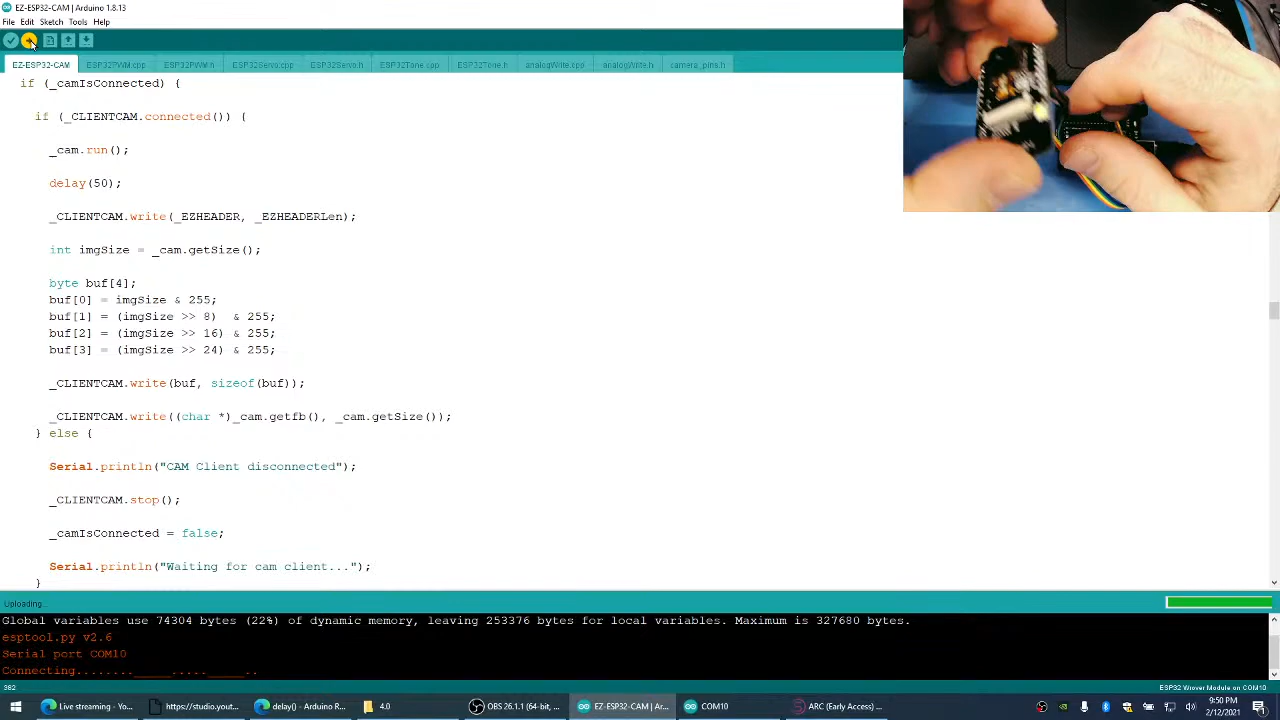 EZ-ESP32-CAM | Arduino 1.8.13
File Edit Sketch Tools Help
EZ-ESP32-CAM ESP32PWM.cpp ESP32PWM.h ESP32Servo.cpp ESP32Servo.h ESP32Tone.cpp ESP32Tone.h analogWrite.cpp analogWrite.h camera_pins.h
if (_camIsConnected) {
if (_CLIENTCAM.connected()) {
_cam.run();
delay(50);
_CLIENTCAM.write(_EZHEADER, _EZHEADERLen);
int imgSize = _cam.getSize();
byte buf[4];
buf[0] = imgSize & 255;
buf[1] = (imgSize >> 8)  & 255;
buf[2] = (imgSize >> 16) & 255;
buf[3] = (imgSize >> 24) & 255;
_CLIENTCAM.write(buf, sizeof(buf));
_CLIENTCAM.write((char *)_cam.getfb(), _cam.getSize());
} else {
Serial.println("CAM Client disconnected");
_CLIENTCAM.stop();
_camIsConnected = false;
Serial.println("Waiting for cam client...");
}
Uploading...
Global variables use 74304 bytes (22%) of dynamic memory, leaving 253376 bytes for local variables. Maximum is 327680 bytes.
esptool.py v2.6
Serial port COM10
Connecting........_____....._____..
382 ESP32 Wrover Module on COM10
Live streaming - Yo... https://studio.yout... delay() - Arduino R... 4.0 OBS 26.1.1 (64-bit, ... EZ-ESP32-CAM | Ar... COM10 ARC (Early Access) ... 9:50 PM
2/12/2021